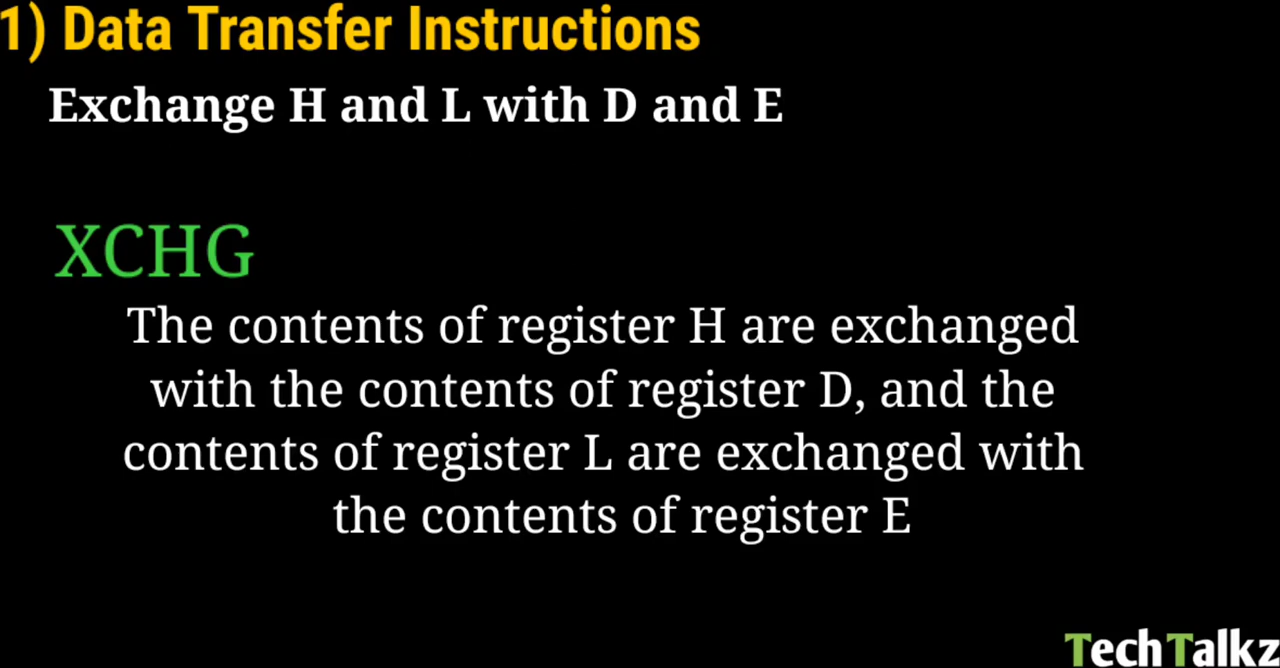 1) Data Transfer Instructions
Exchange H and L with D and E
XCHG
The contents of register H are exchanged
with the contents of register D, and the
contents of register L are exchanged with
the contents of register E
TechTalkz